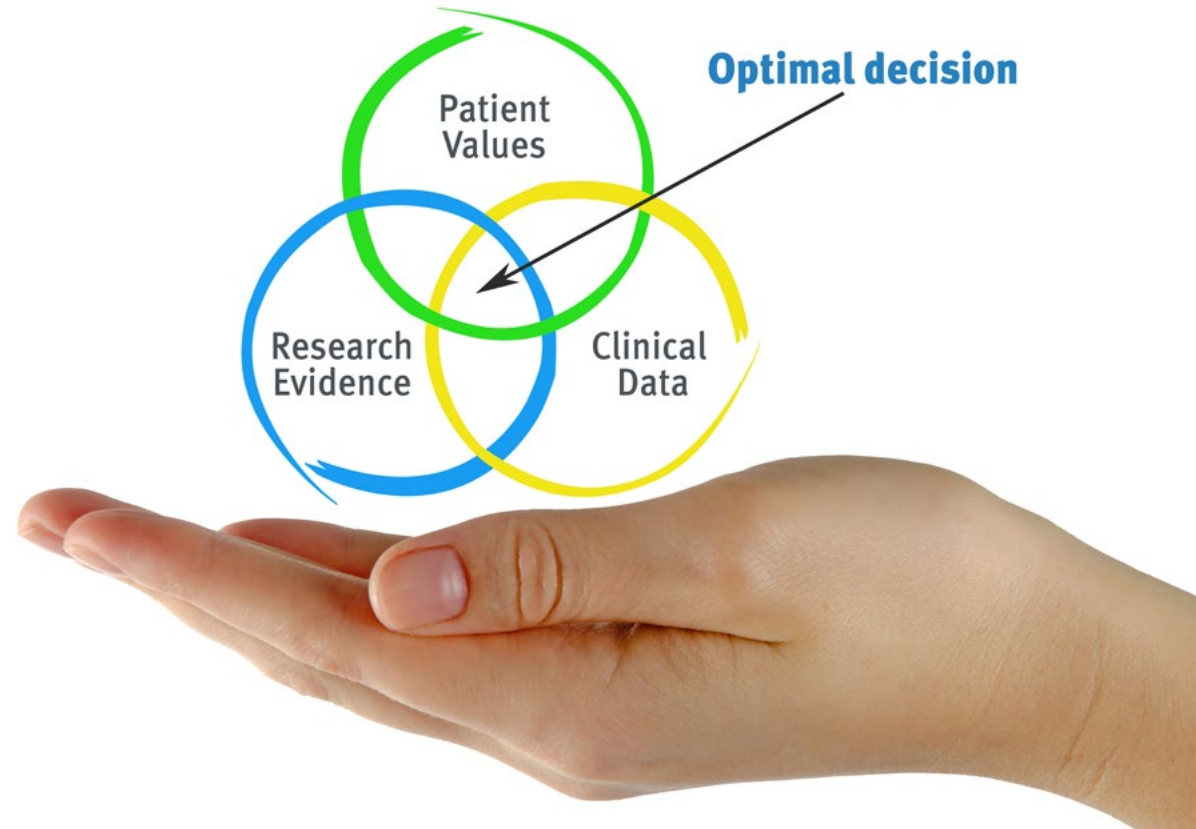 Optimal decision
Patient
Values
Research
Evidence
Clinical
Data